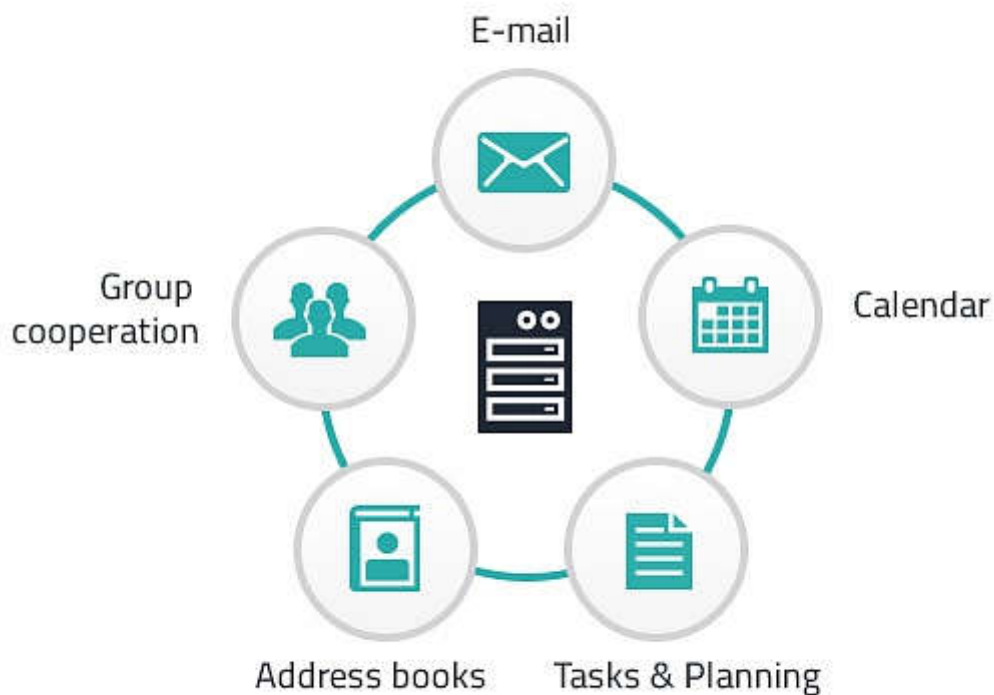 E-mail
Group
cooperation
Calendar
Address books
Tasks & Planning